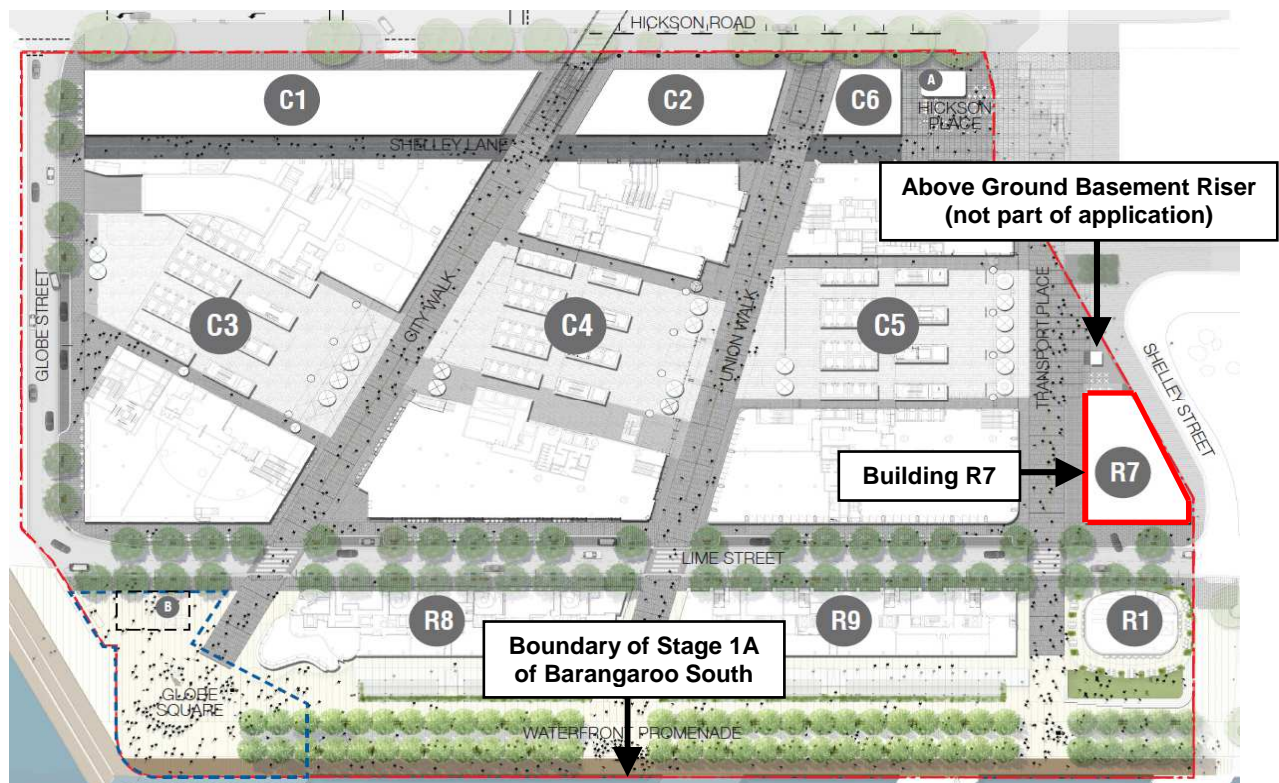 HICKSON ROAD
C1
C2
C6
A
HICKSON
PLACE
SHELLEY LANE
Above Ground Basement Riser
(not part of application)
GLOBE STREET
CITY WALK
UNION WALK
TRANSPORT PLACE
SHELLEY STREET
C3
C4
C5
Building R7
R7
LIME STREET
B
R8
R9
R1
Boundary of Stage 1A
of Barangaroo South
GLOBE
SQUARE
WATERFRONT PROMENADE